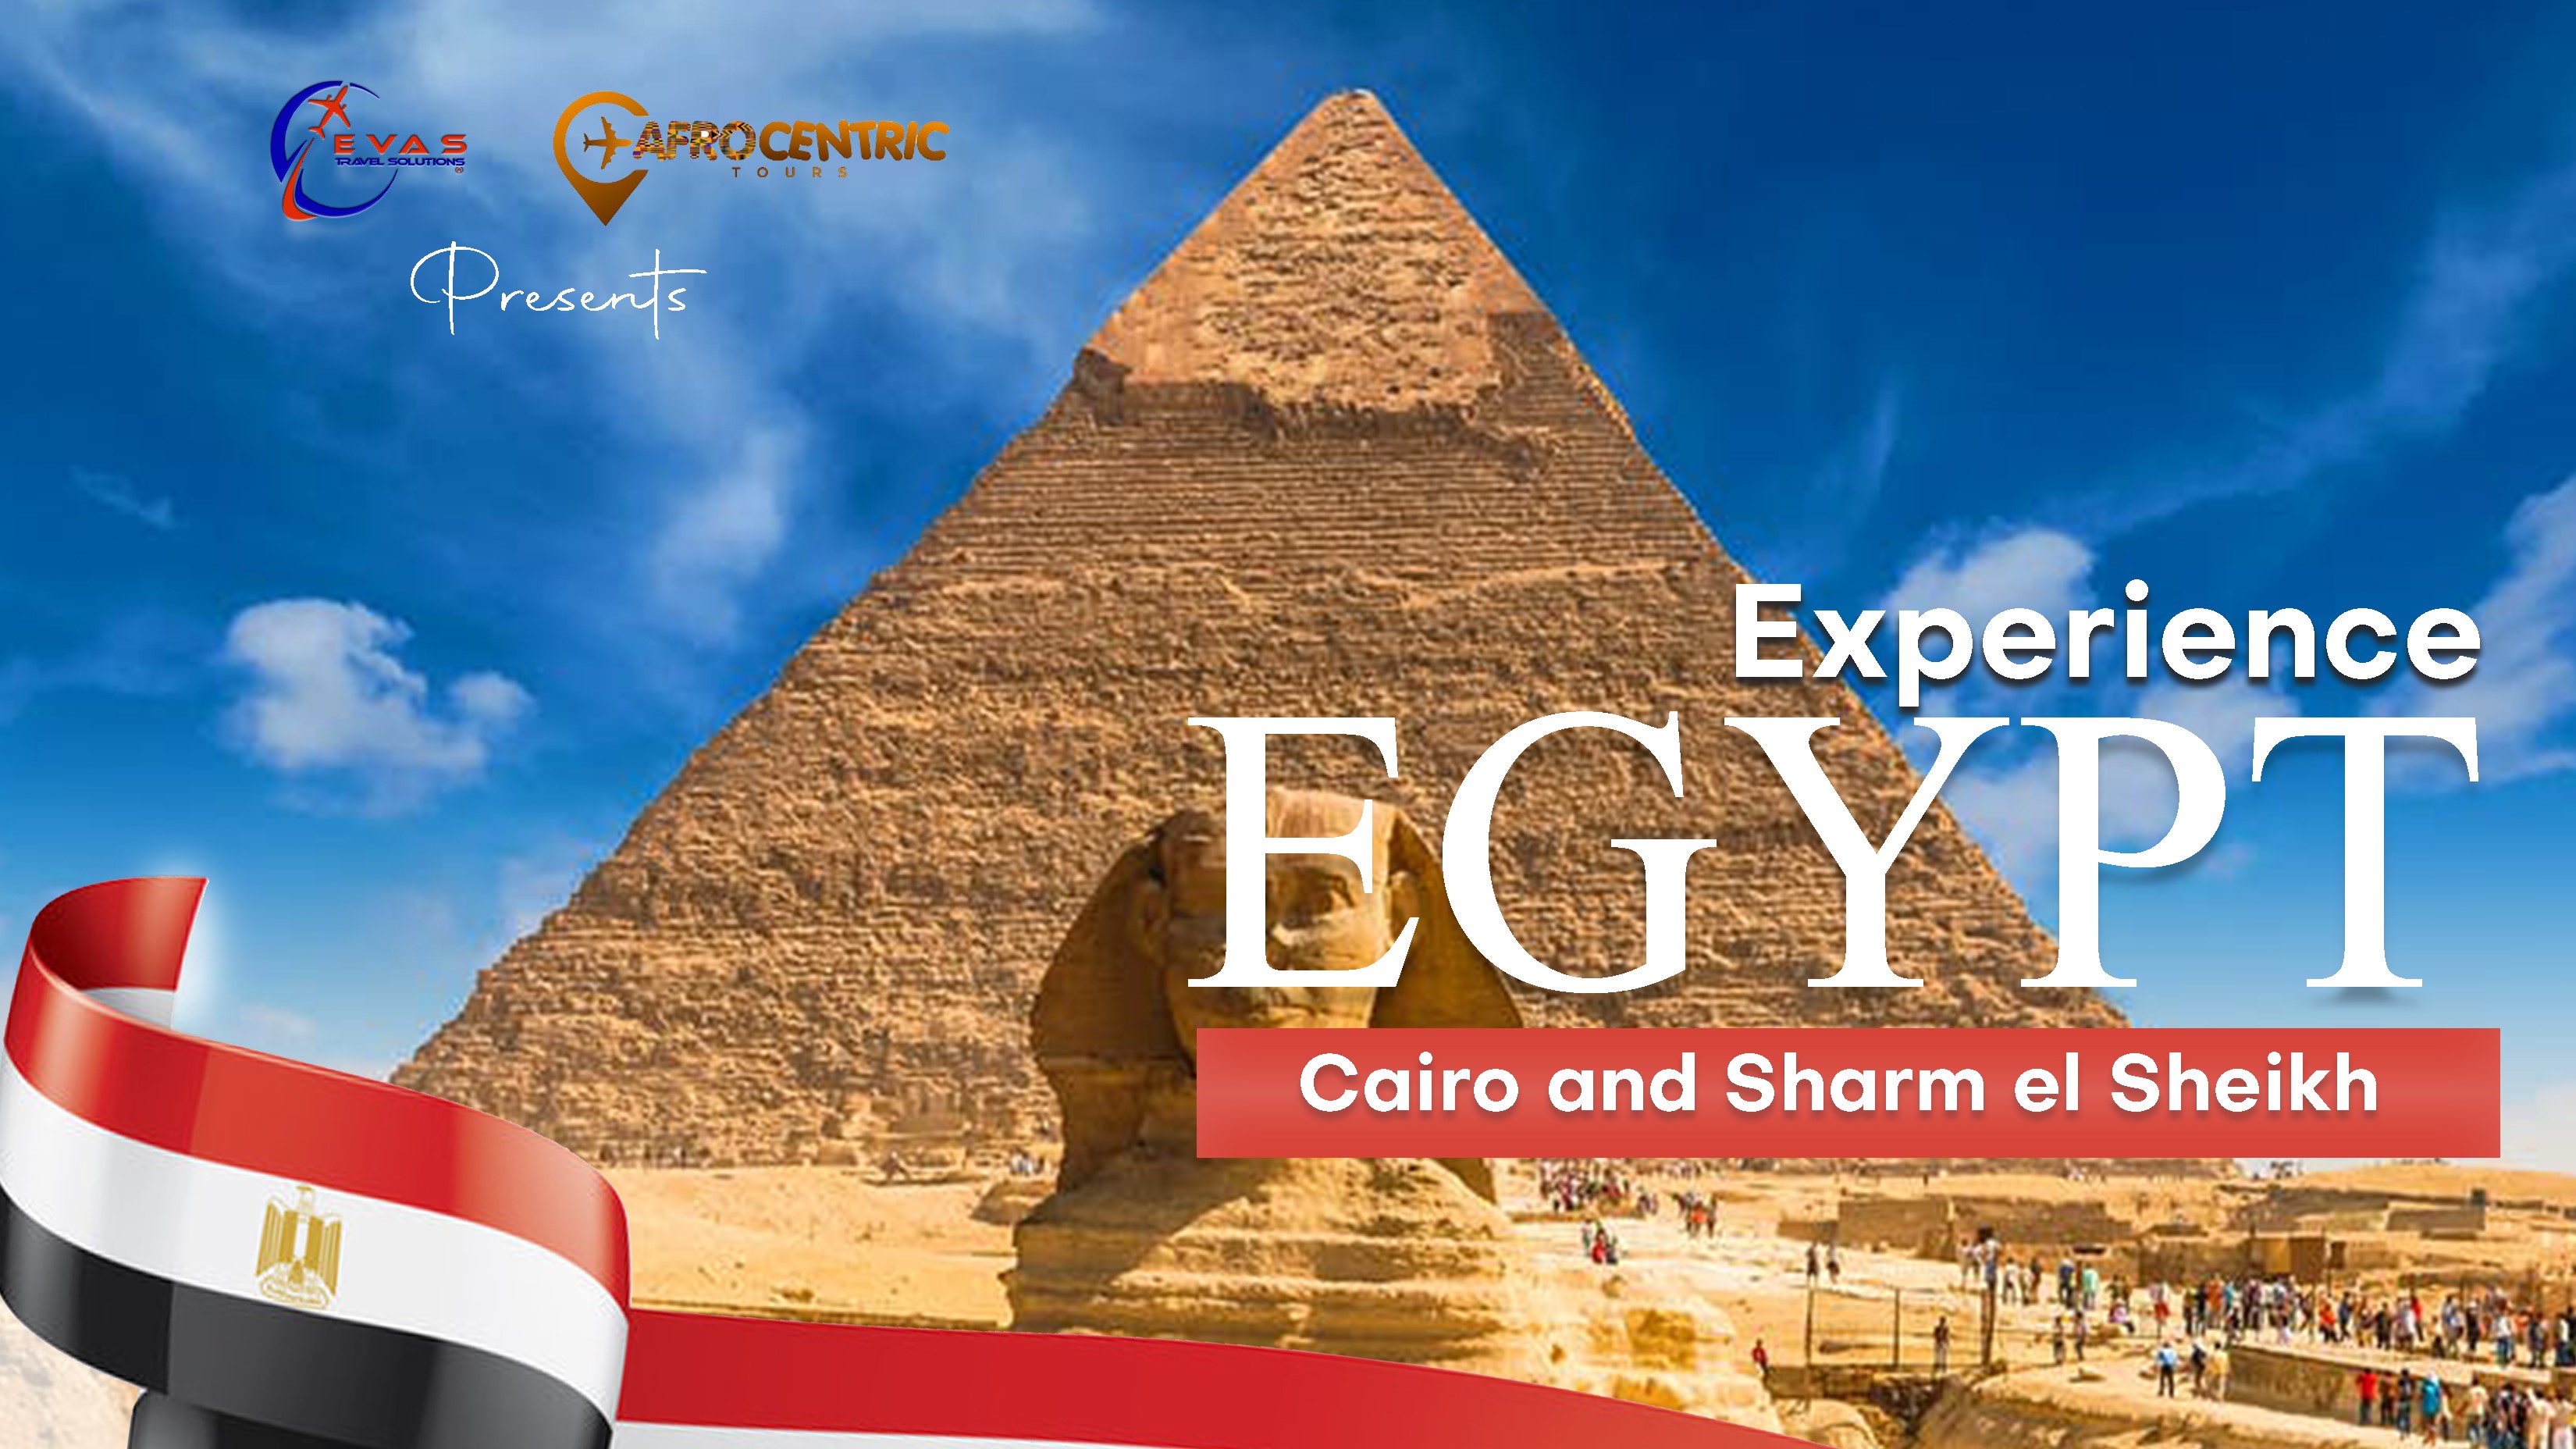 EVAS
TRAVEL SOLUTIONS
AFROCENTRIC
TOURS
Presents
Experience
EGYPT
Cairo and Sharm el Sheikh